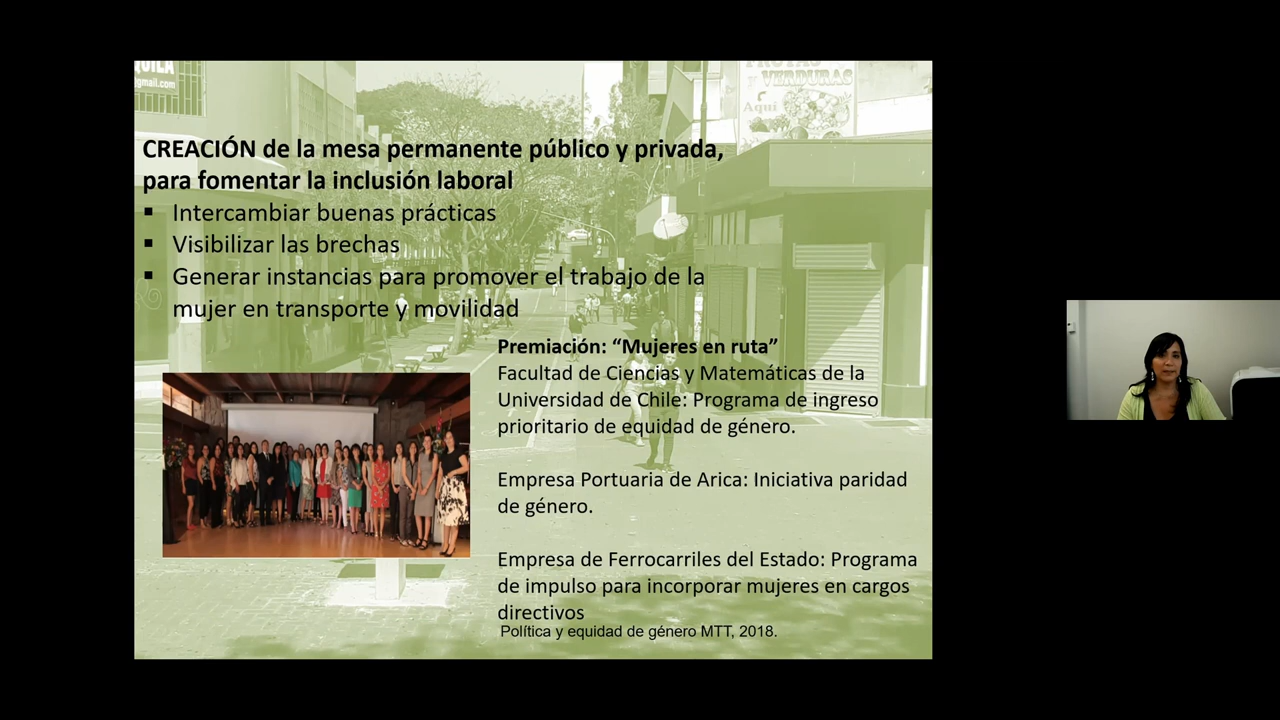 QUILA
gmail.com
FRUTAS
Y VERDURAS
Aquí
CREACIÓN de la mesa permanente público y privada,
para fomentar la inclusión laboral
▪ Intercambiar buenas prácticas
▪ Visibilizar las brechas
▪ Generar instancias para promover el trabajo de la
mujer en transporte y movilidad
Premiación: “Mujeres en ruta”
Facultad de Ciencias y Matemáticas de la
Universidad de Chile: Programa de ingreso
prioritario de equidad de género.
Empresa Portuaria de Arica: Iniciativa paridad
de género.
Empresa de Ferrocarriles del Estado: Programa
de impulso para incorporar mujeres en cargos
directivos
Política y equidad de género MTT, 2018.